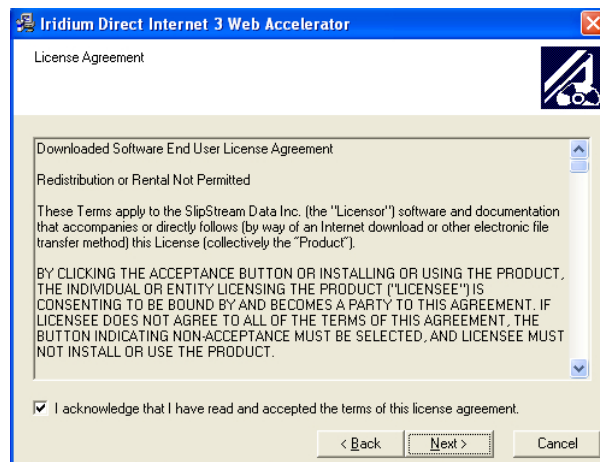 Iridium Direct Internet 3 Web Accelerator
License Agreement
Downloaded Software End User License Agreement
Redistribution or Rental Not Permitted
These Terms apply to the SlipStream Data Inc. (the "Licensor") software and documentation
that accompanies or directly follows (by way of an Internet download or other electronic file
transfer method) this License (collectively the "Product").
BY CLICKING THE ACCEPTANCE BUTTON OR INSTALLING OR USING THE PRODUCT,
THE INDIVIDUAL OR ENTITY LICENSING THE PRODUCT ("LICENSEE") IS
CONSENTING TO BE BOUND BY AND BECOMES A PARTY TO THIS AGREEMENT. IF
LICENSEE DOES NOT AGREE TO ALL OF THE TERMS OF THIS AGREEMENT, THE
BUTTON INDICATING NON-ACCEPTANCE MUST BE SELECTED, AND LICENSEE MUST
NOT INSTALL OR USE THE PRODUCT.
I acknowledge that I have read and accepted the terms of this license agreement.
< Back Next > Cancel